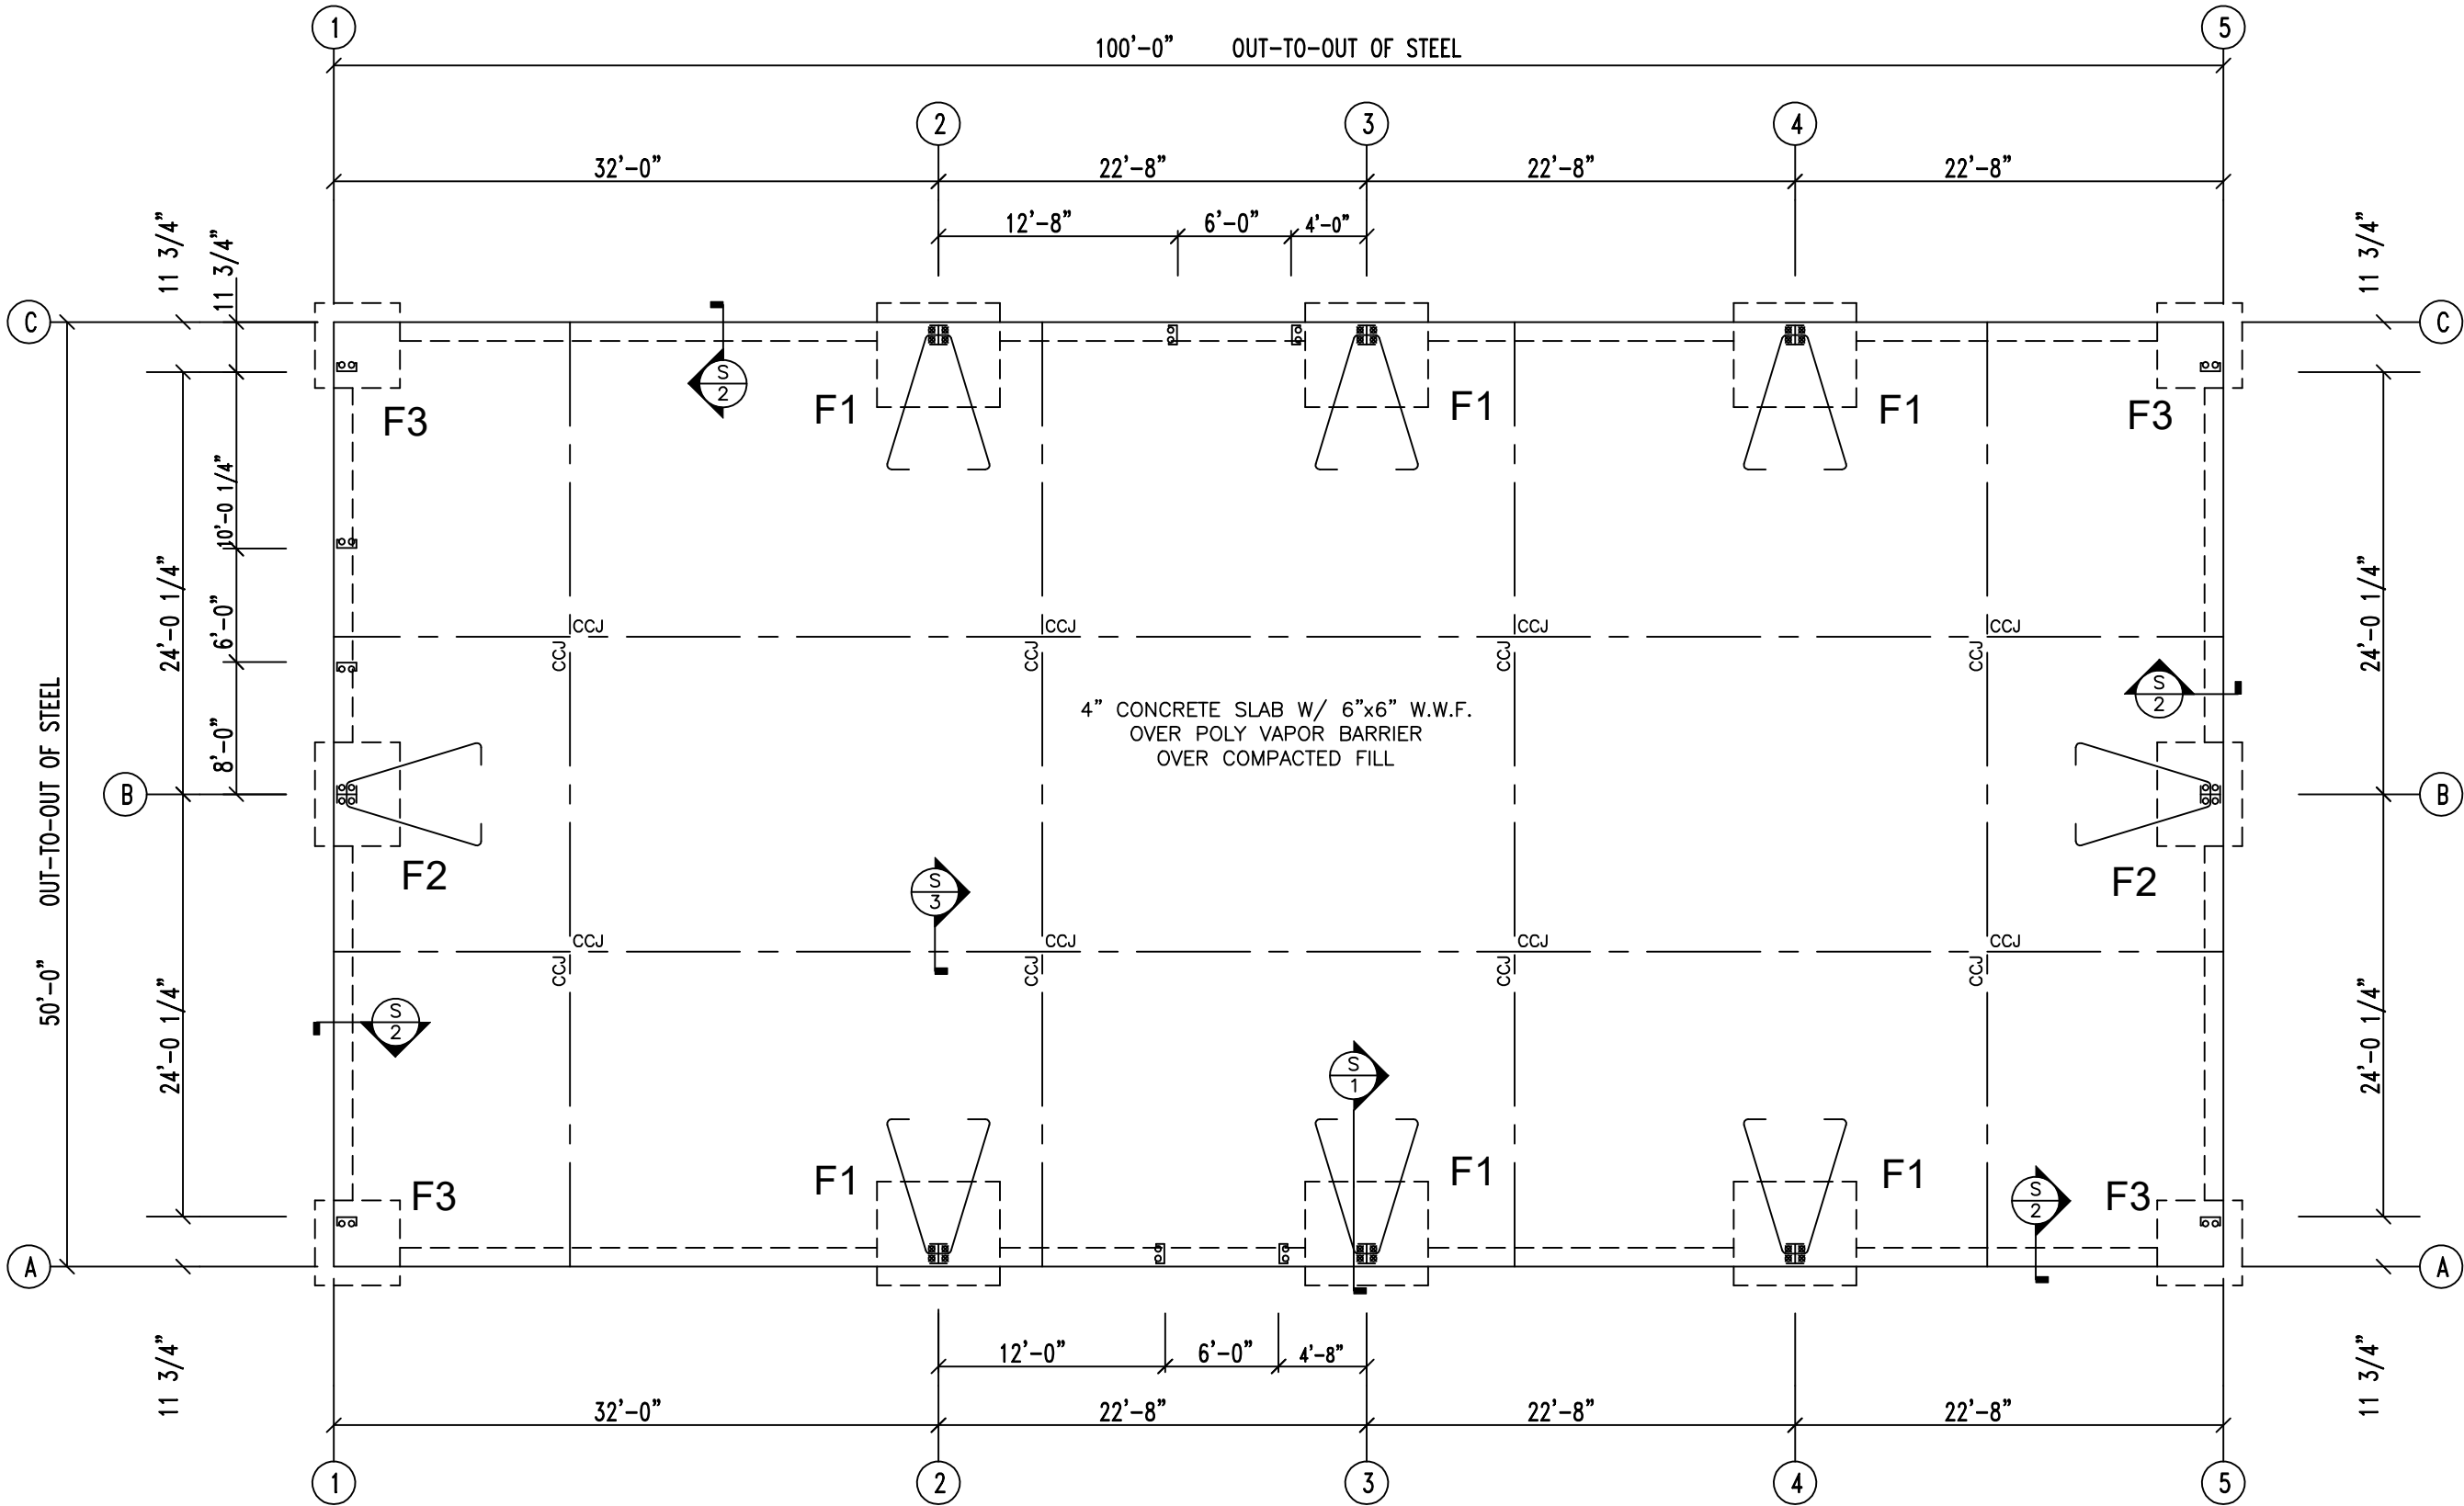 1
5
100'-0" OUT-TO-OUT OF STEEL
2
3
4
32'-0"
22'-8"
22'-8"
22'-8"
12'-8"
6'-0"
4'-0"
11 3/4"
11 3/4"
11 3/4"
C
C
S
2
F3
F1
F1
F1
F3
10'-0 1/4"
24'-0 1/4"
6'-0"
8'-0"
24'-0 1/4"
CCJ
CCJ
CCJ
CCJ
CCJ
CCJ
CCJ
CCJ
4" CONCRETE SLAB W/ 6"x6" W.W.F.
OVER POLY VAPOR BARRIER
OVER COMPACTED FILL
S
2
50'-0" OUT-TO-OUT OF STEEL
B
B
F2
F2
S
3
CCJ
CCJ
CCJ
CCJ
CCJ
CCJ
CCJ
CCJ
24'-0 1/4"
24'-0 1/4"
S
2
S
1
F3
F1
F1
F1
S
2
F3
A
A
11 3/4"
11 3/4"
12'-0"
6'-0"
4'-8"
32'-0"
22'-8"
22'-8"
22'-8"
1
2
3
4
5